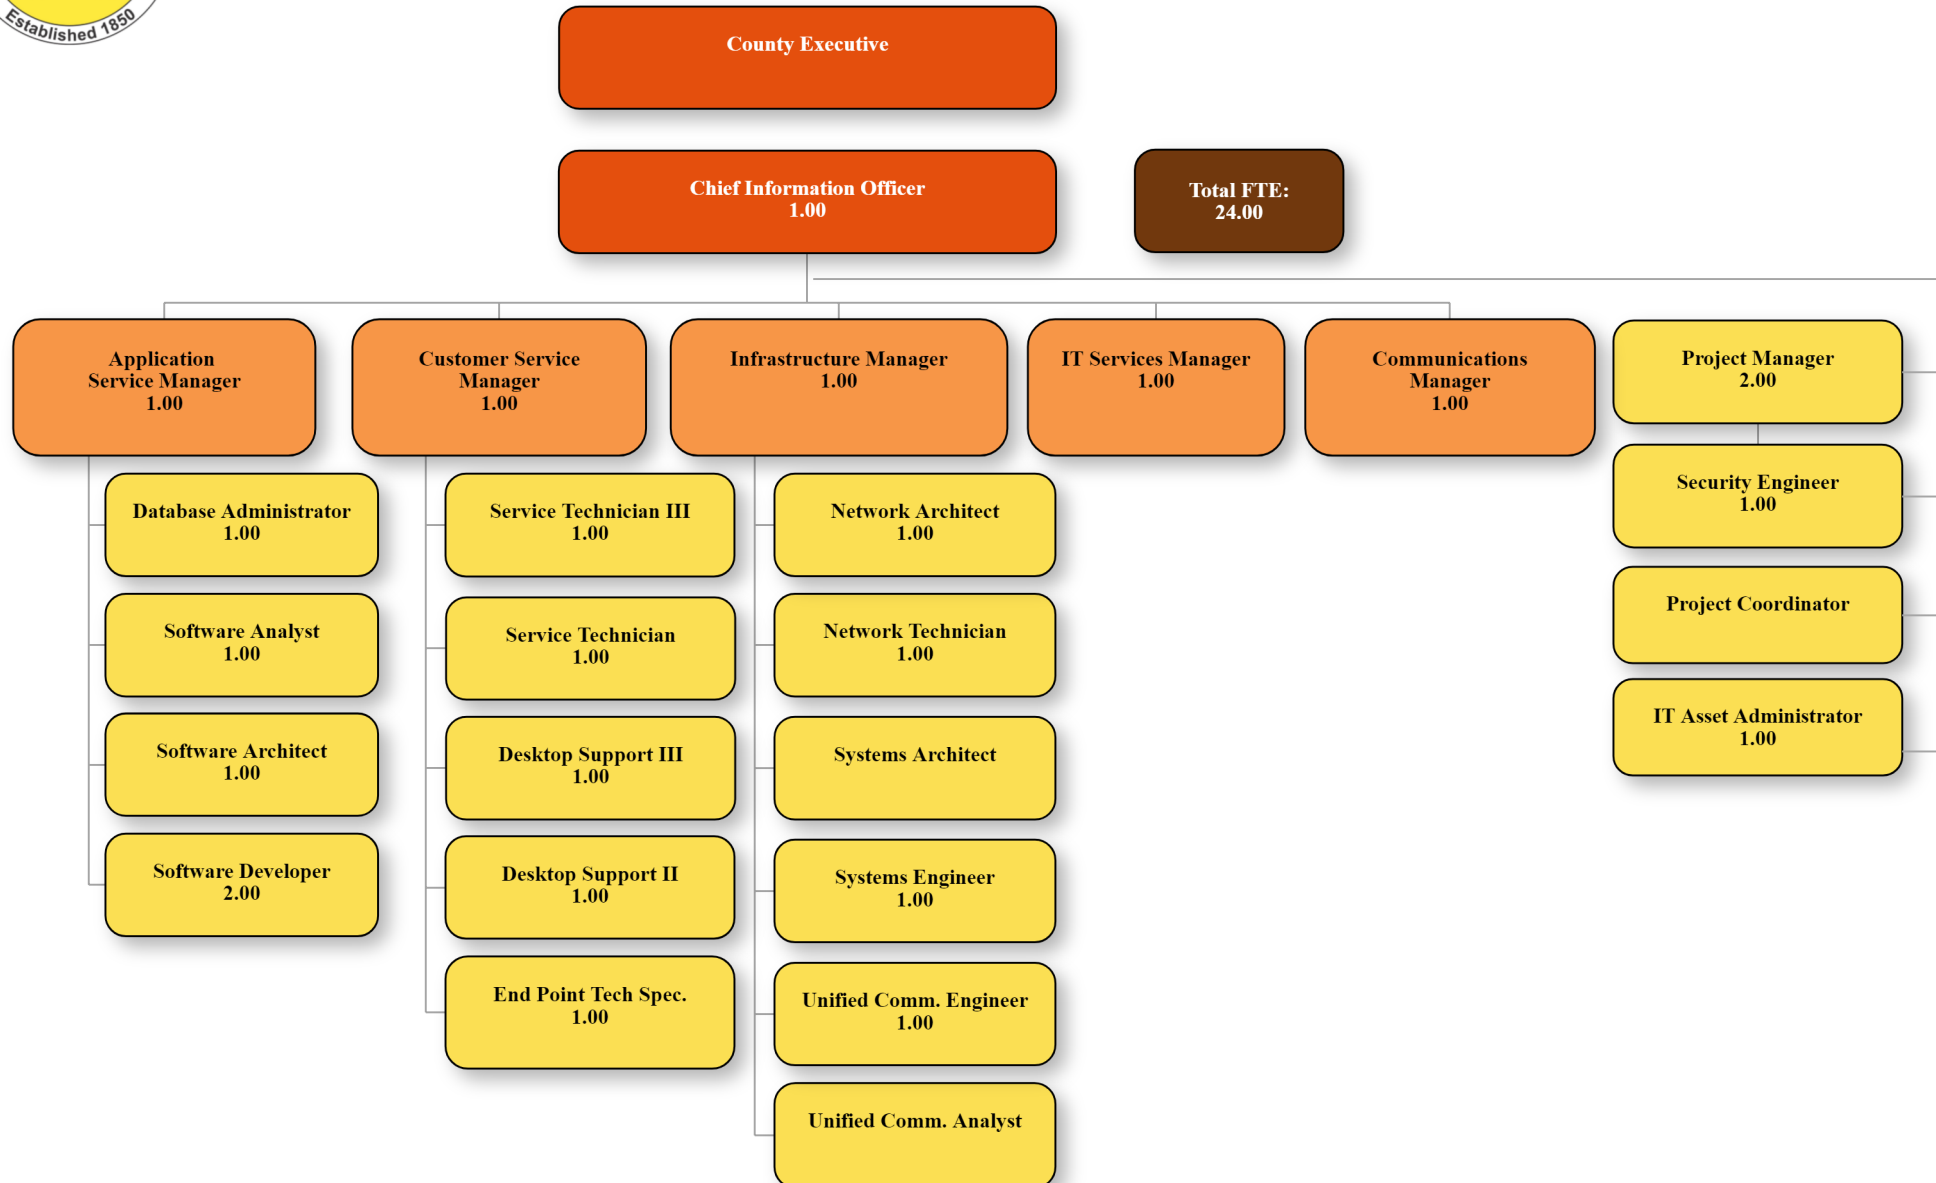 Established 1850
County Executive
Chief Information Officer
1.00
Total FTE:
24.00
Application
Service Manager
1.00
Customer Service
Manager
1.00
Infrastructure Manager
1.00
IT Services Manager
1.00
Communications
Manager
1.00
Project Manager
2.00
Database Administrator
1.00
Software Analyst
1.00
Software Architect
1.00
Software Developer
2.00
Service Technician III
1.00
Service Technician
1.00
Desktop Support III
1.00
Desktop Support II
1.00
End Point Tech Spec.
1.00
Network Architect
1.00
Network Technician
1.00
Systems Architect
Systems Engineer
1.00
Unified Comm. Engineer
1.00
Unified Comm. Analyst
Security Engineer
1.00
Project Coordinator
IT Asset Administrator
1.00